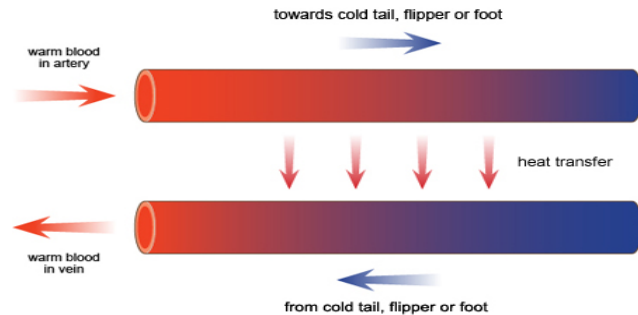 towards cold tail, flipper or foot
warm blood
in artery
heat transfer
warm blood
in vein
from cold tail, flipper or foot